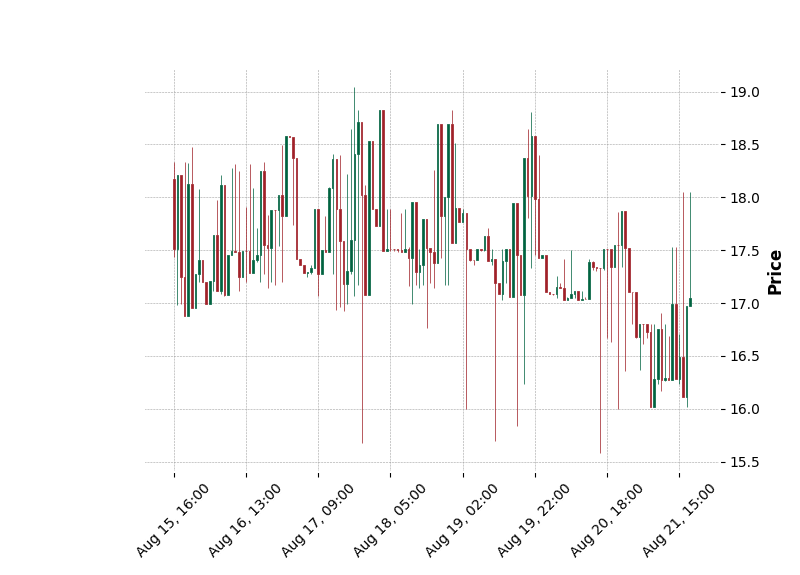 19.0
18.5
18.0
17.5
17.0
16.5
16.0
15.5
Price
Aug 15, 16:00
Aug 16, 13:00
Aug 17, 09:00
Aug 18, 05:00
Aug 19, 02:00
Aug 19, 22:00
Aug 20, 18:00
Aug 21, 15:00